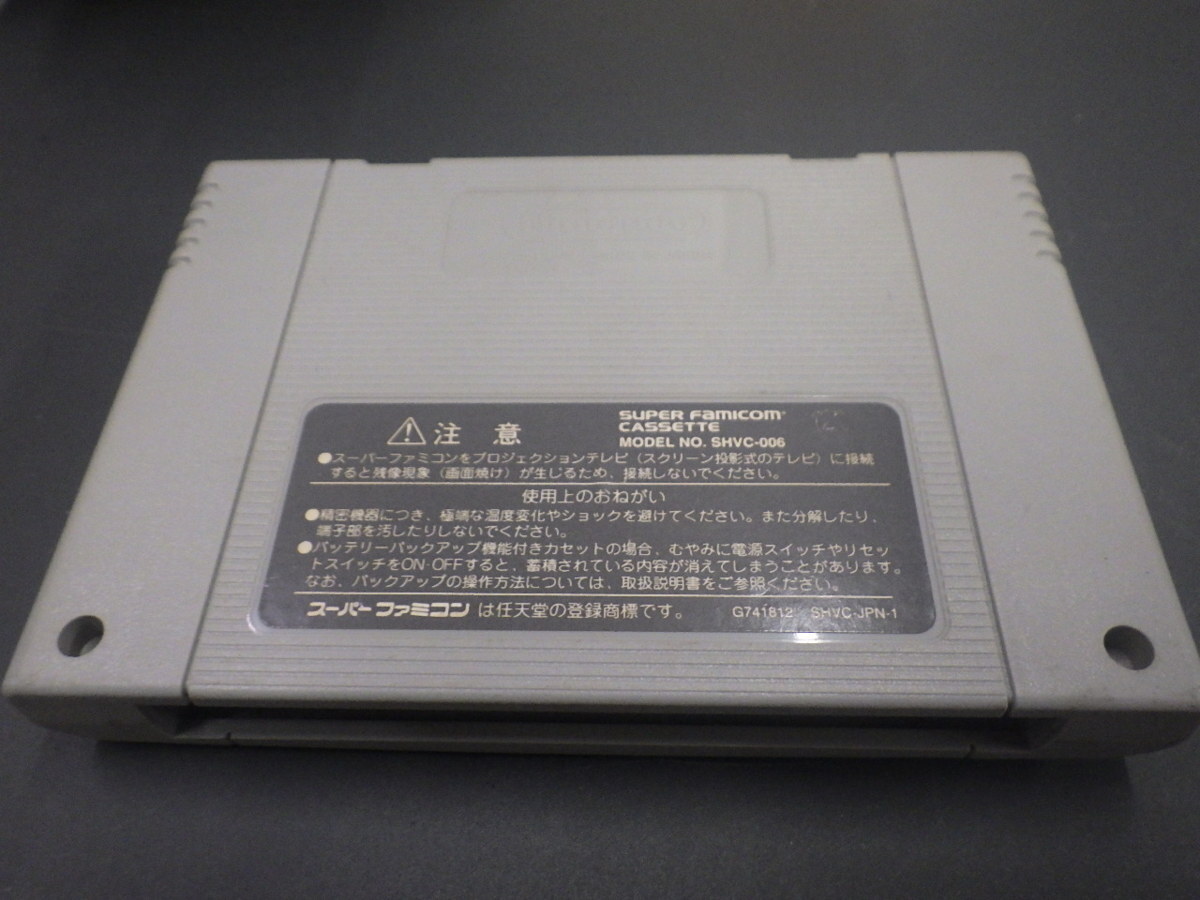 注 意
SUPER FAMICOM
CASSETTE
MODEL NO. SHVC-006
●スーパーファミコンをプロジェクションテレビ（スクリーン投影式のテレビ）に接続
すると残像現象（画面焼け）が生じるため、接続しないでください。
使用上のおねがい
●精密機器につき、極端な温度変化やショックを避けてください。また分解したり、
端子部を汚したりしないでください。
●バッテリーバックアップ機能付きカセットの場合、むやみに電源スイッチやリセッ
トスイッチをON・OFFすると、蓄積されている内容が消えてしまうことがあります。
なお、バックアップの操作方法については、取扱説明書をご参照ください。
スーパーファミコン は任天堂の登録商標です。 G741812 SHVC-JPN-1